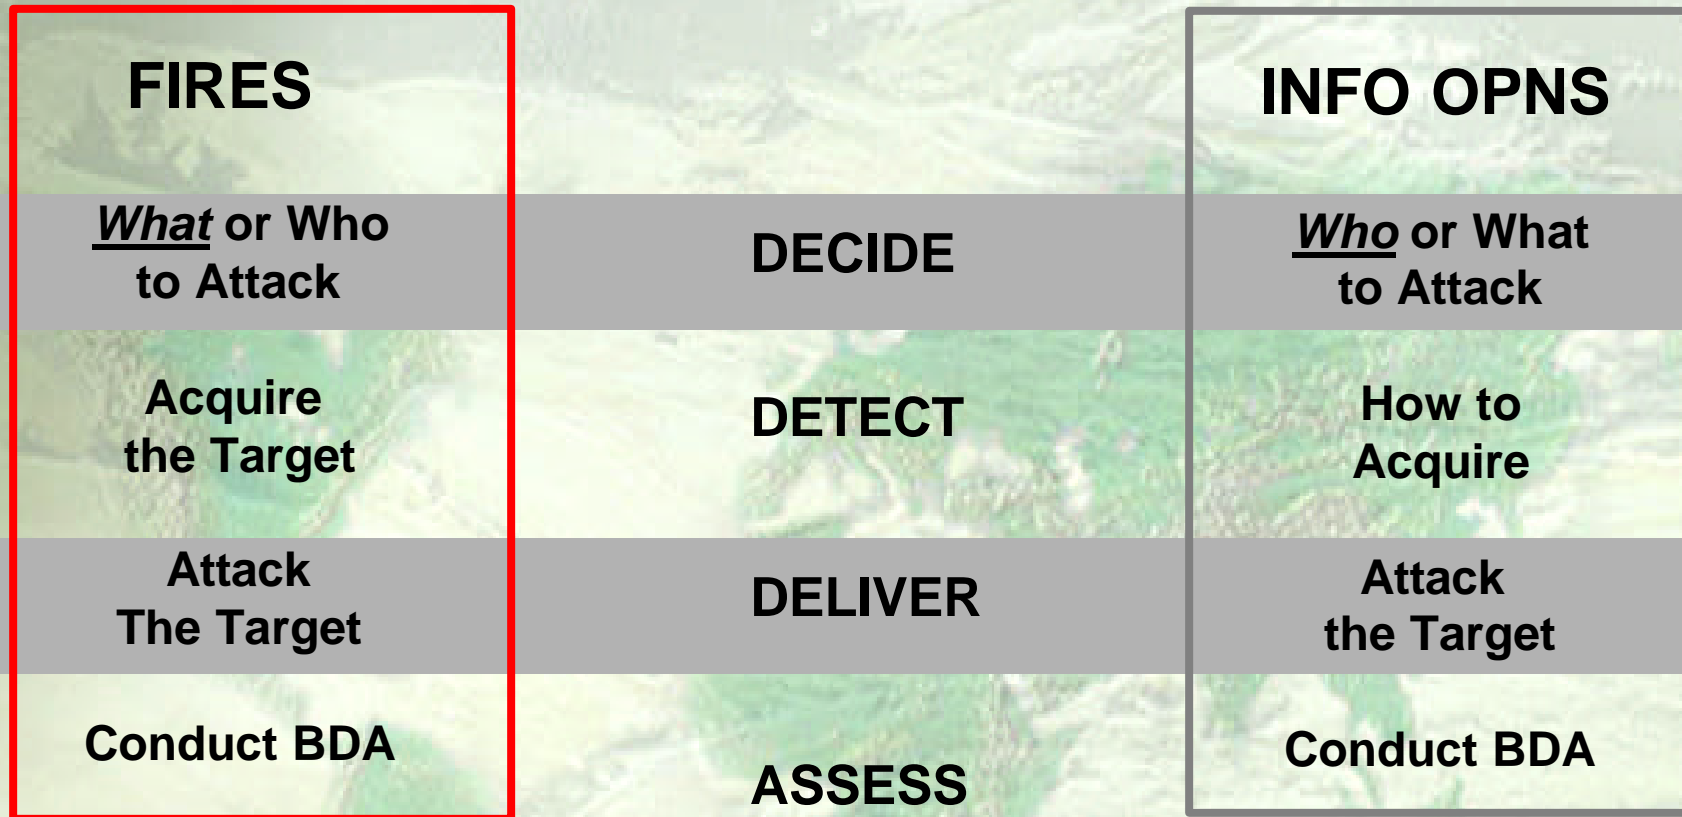 FIRES
INFO OPNS
What or Who
to Attack
DECIDE
Who or What
to Attack
Acquire
the Target
DETECT
How to
Acquire
Attack
The Target
DELIVER
Attack
the Target
Conduct BDA
ASSESS
Conduct BDA